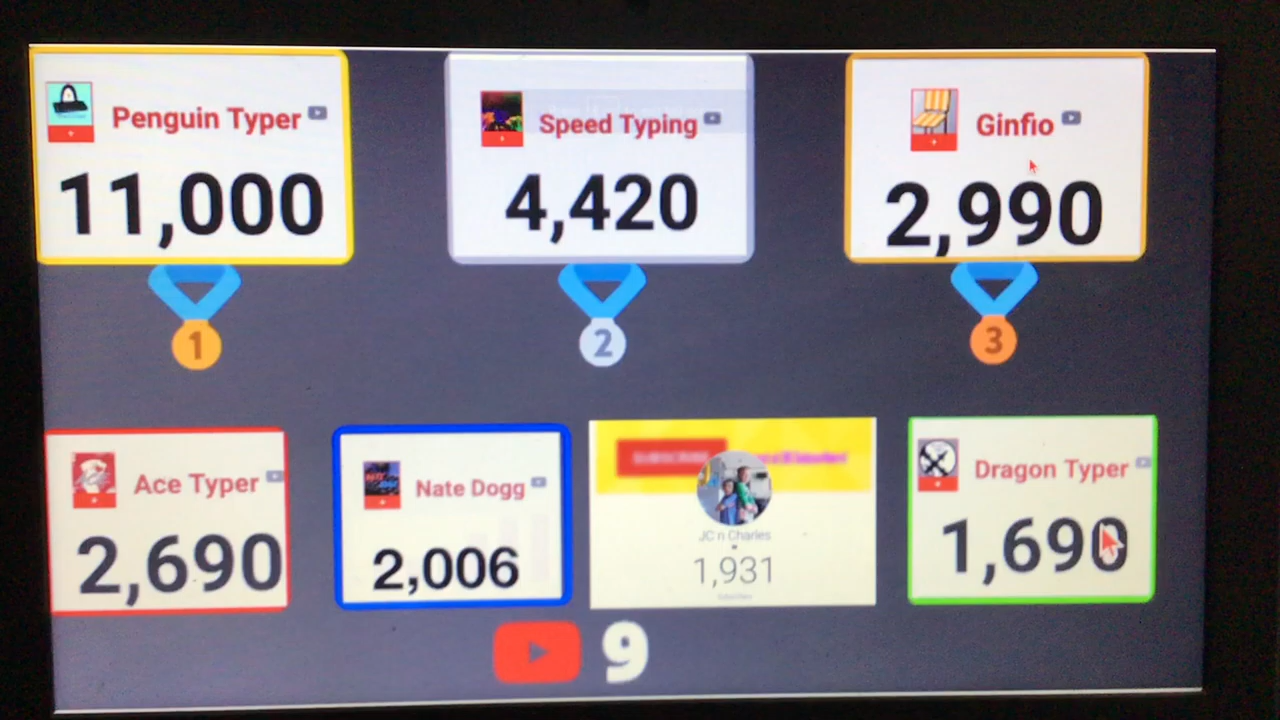 Penguin Typer
11,000
Speed Typing
4,420
Ginfio
2,990
1
2
3
Ace Typer
2,690
Nate Dogg
2,006
JC n Charles
1,931
Dragon Typer
1,690
9